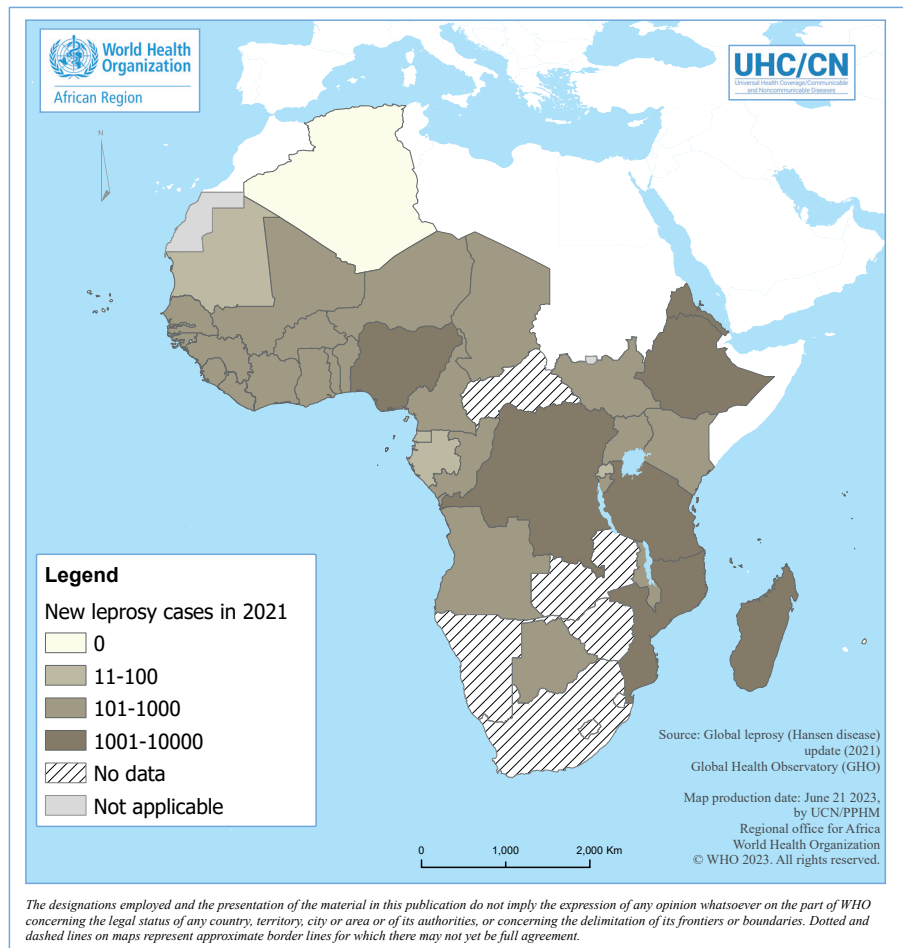 World Health
Organization
African Region
UHC/CN
Universal Health Coverage/Communicable
and Noncommunicable Diseases
N
Legend
New leprosy cases in 2021
0
11-100
101-1000
1001-10000
No data
Not applicable
Source: Global leprosy (Hansen disease)
update (2021)
Global Health Observatory (GHO)
Map production date: June 21 2023,
by UCN/PPHM
Regional office for Africa
World Health Organization
© WHO 2023. All rights reserved.
0 1,000 2,000 Km
The designations employed and the presentation of the material in this publication do not imply the expression of any opinion whatsoever on the part of WHO
concerning the legal status of any country, territory, city or area or of its authorities, or concerning the delimitation of its frontiers or boundaries. Dotted and
dashed lines on maps represent approximate border lines for which there may not yet be full agreement.